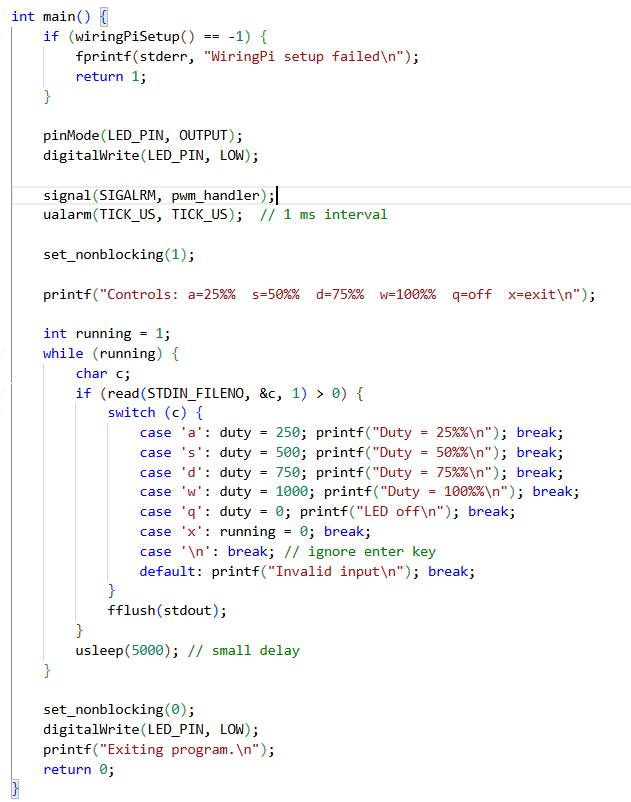 int main() {
    if (wiringPiSetup() == -1) {
        fprintf(stderr, "WiringPi setup failed\n");
        return 1;
    }

    pinMode(LED_PIN, OUTPUT);
    digitalWrite(LED_PIN, LOW);

    signal(SIGALRM, pwm_handler);
    ualarm(TICK_US, TICK_US);  // 1 ms interval

    set_nonblocking(1);

    printf("Controls: a=25%%  s=50%%  d=75%%  w=100%%  q=off  x=exit\n");

    int running = 1;
    while (running) {
        char c;
        if (read(STDIN_FILENO, &c, 1) > 0) {
            switch (c) {
                case 'a': duty = 250; printf("Duty = 25%%\n"); break;
                case 's': duty = 500; printf("Duty = 50%%\n"); break;
                case 'd': duty = 750; printf("Duty = 75%%\n"); break;
                case 'w': duty = 1000; printf("Duty = 100%%\n"); break;
                case 'q': duty = 0; printf("LED off\n"); break;
                case 'x': running = 0; break;
                case '\n': break; // ignore enter key
                default: printf("Invalid input\n"); break;
            }
            fflush(stdout);
        }
        usleep(5000); // small delay
    }

    set_nonblocking(0);
    digitalWrite(LED_PIN, LOW);
    printf("Exiting program.\n");
    return 0;
}